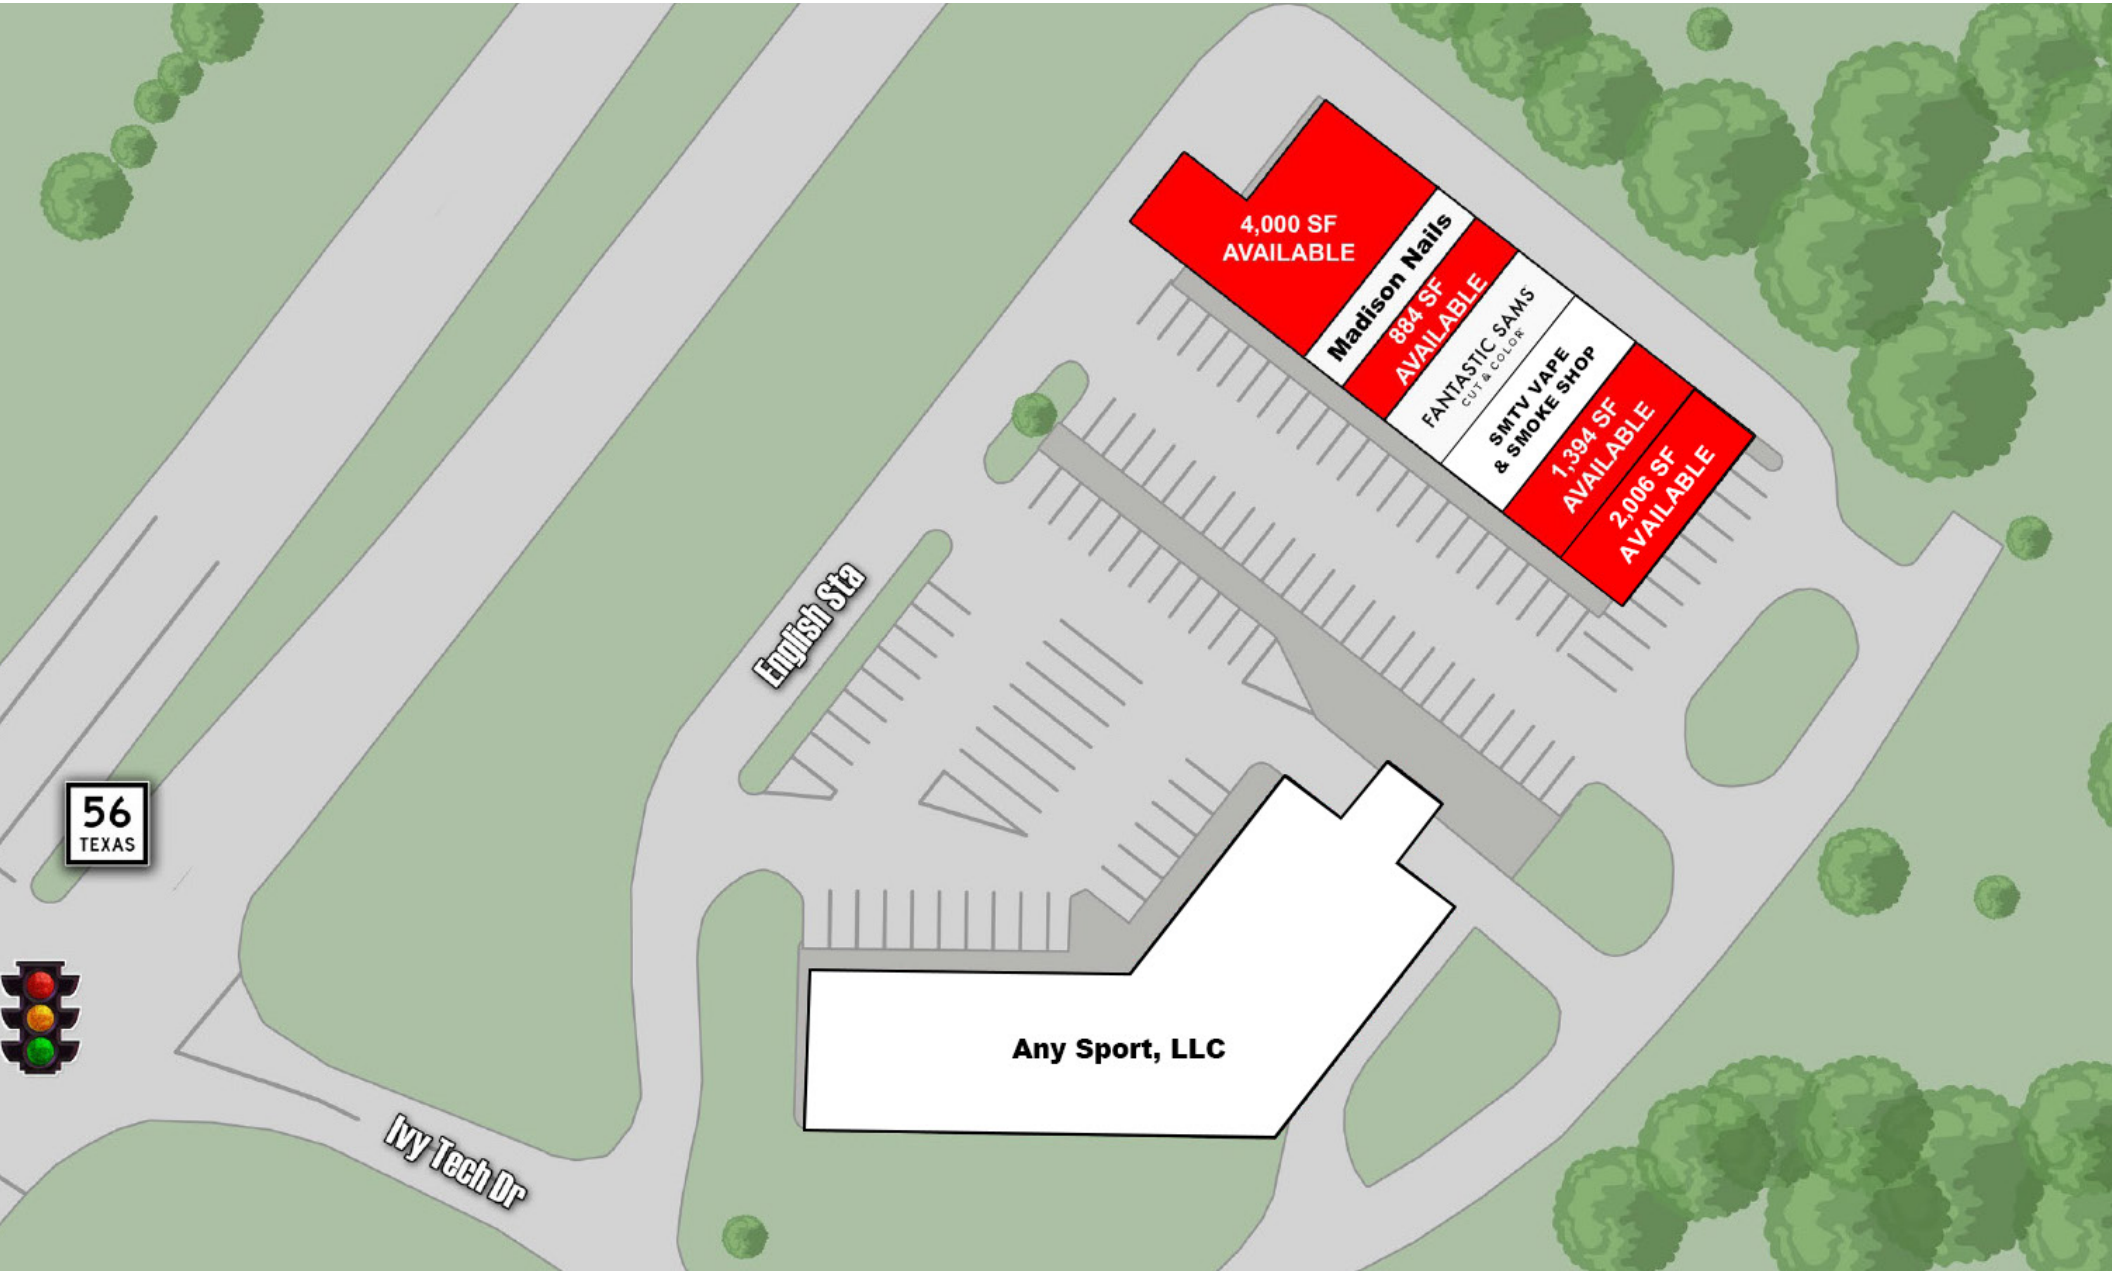 4,000 SF
AVAILABLE
Madison Nails
884 SF
AVAILABLE
FANTASTIC SAMS
CUT & COLOR
SMTV VAPE
& SMOKE SHOP
1,394 SF
AVAILABLE
2,006 SF
AVAILABLE
English Sta
56
TEXAS
Any Sport, LLC
Ivy Tech Dr